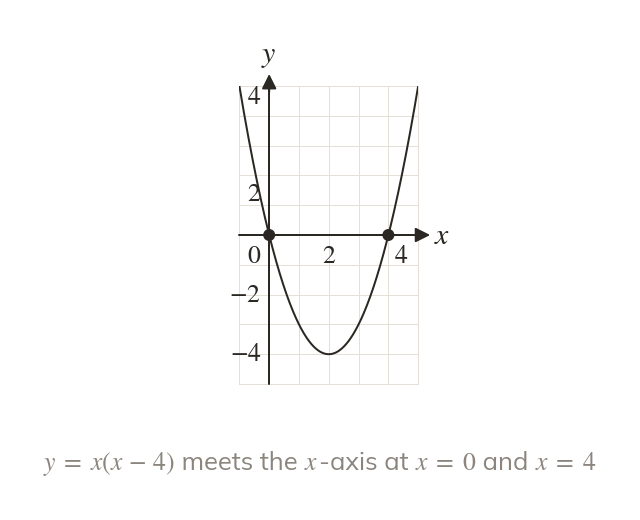 y
4
2
x
0 2 4
−2
−4
y = x(x − 4) meets the x-axis at x = 0 and x = 4